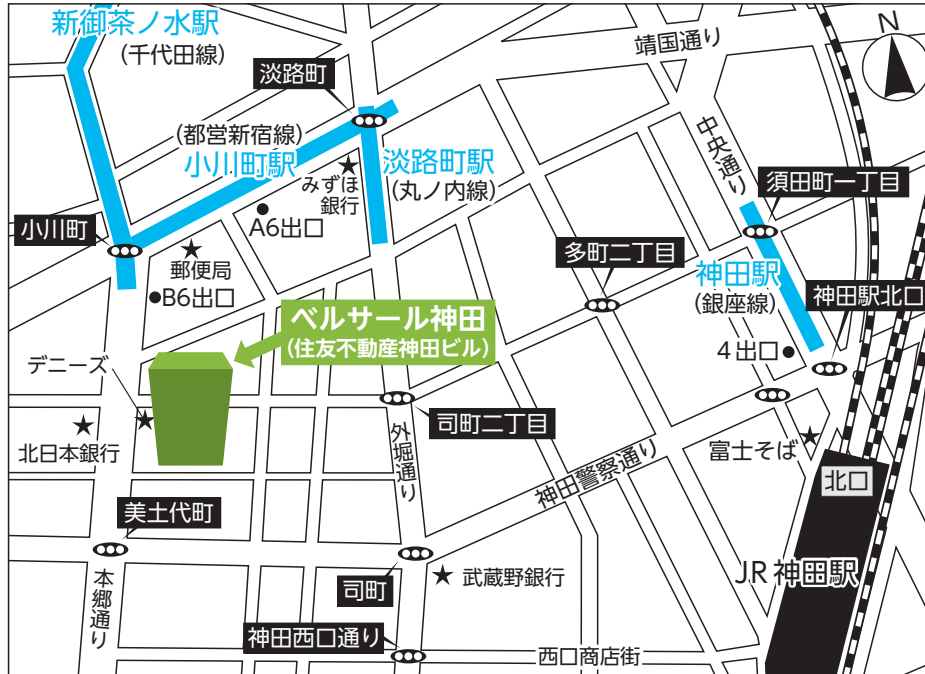 新御茶ノ水駅
(千代田線)
N
靖国通り
淡路町
(都営新宿線)
小川町駅
淡路町駅
(丸ノ内線)
みずほ
銀行
中央通り
須田町一丁目
A6出口
小川町
郵便局
B6出口
多町二丁目
神田駅
(銀座線)
神田駅北口
4出口
ベルサール神田
(住友不動産神田ビル)
デニーズ
北日本銀行
司町二丁目
外堀通り
神田警察通り
富士そば
北口
美土代町
JR神田駅
本郷通り
司町
武蔵野銀行
神田西口通り
西口商店街